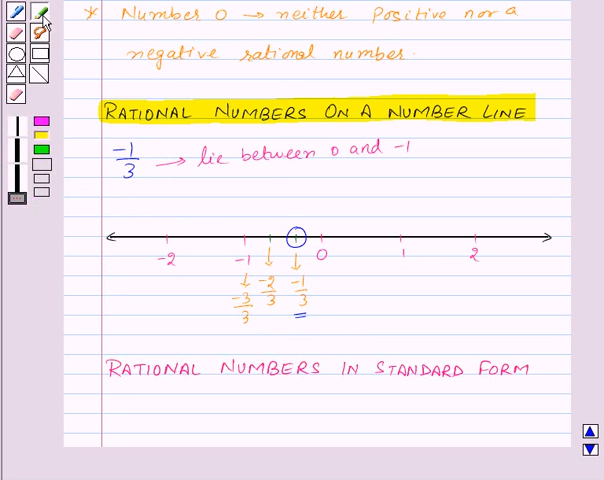 * Number 0 → neither Positive nor a
negative rational number.
RATIONAL NUMBERS ON A NUMBER LINE
-1/3 → lie between 0 and -1
-2 -1 0 1 2
-3/3 -2/3 -1/3
RATIONAL NUMBERS IN STANDARD FORM